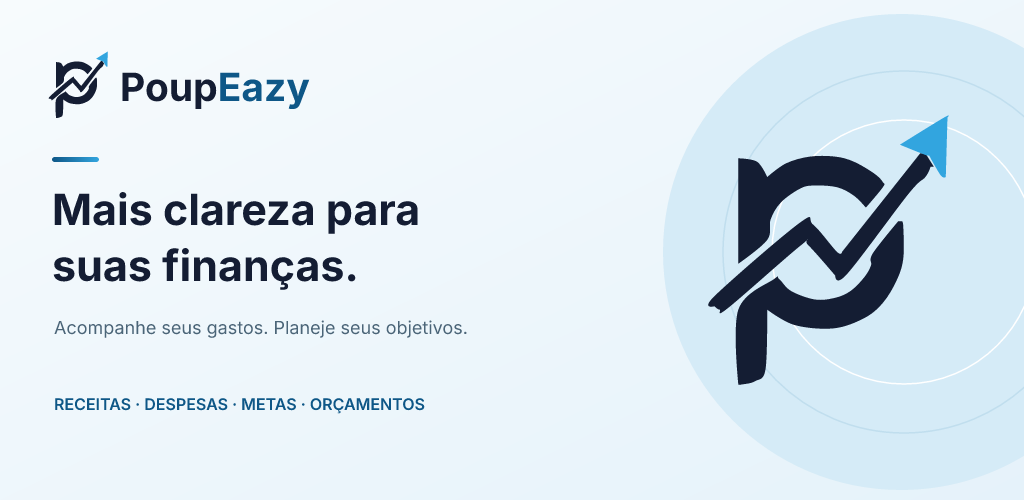 PoupEazy
Mais clareza para
suas finanças.
Acompanhe seus gastos. Planeje seus objetivos.
RECEITAS · DESPESAS · METAS · ORÇAMENTOS